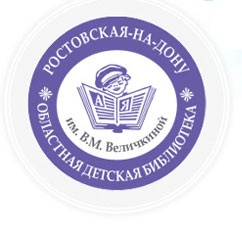 РОСТОВСКАЯ-НА-ДОНУ
ОБЛАСТНАЯ ДЕТСКАЯ БИБЛИОТЕКА
им. В.М. Величкиной
А Я